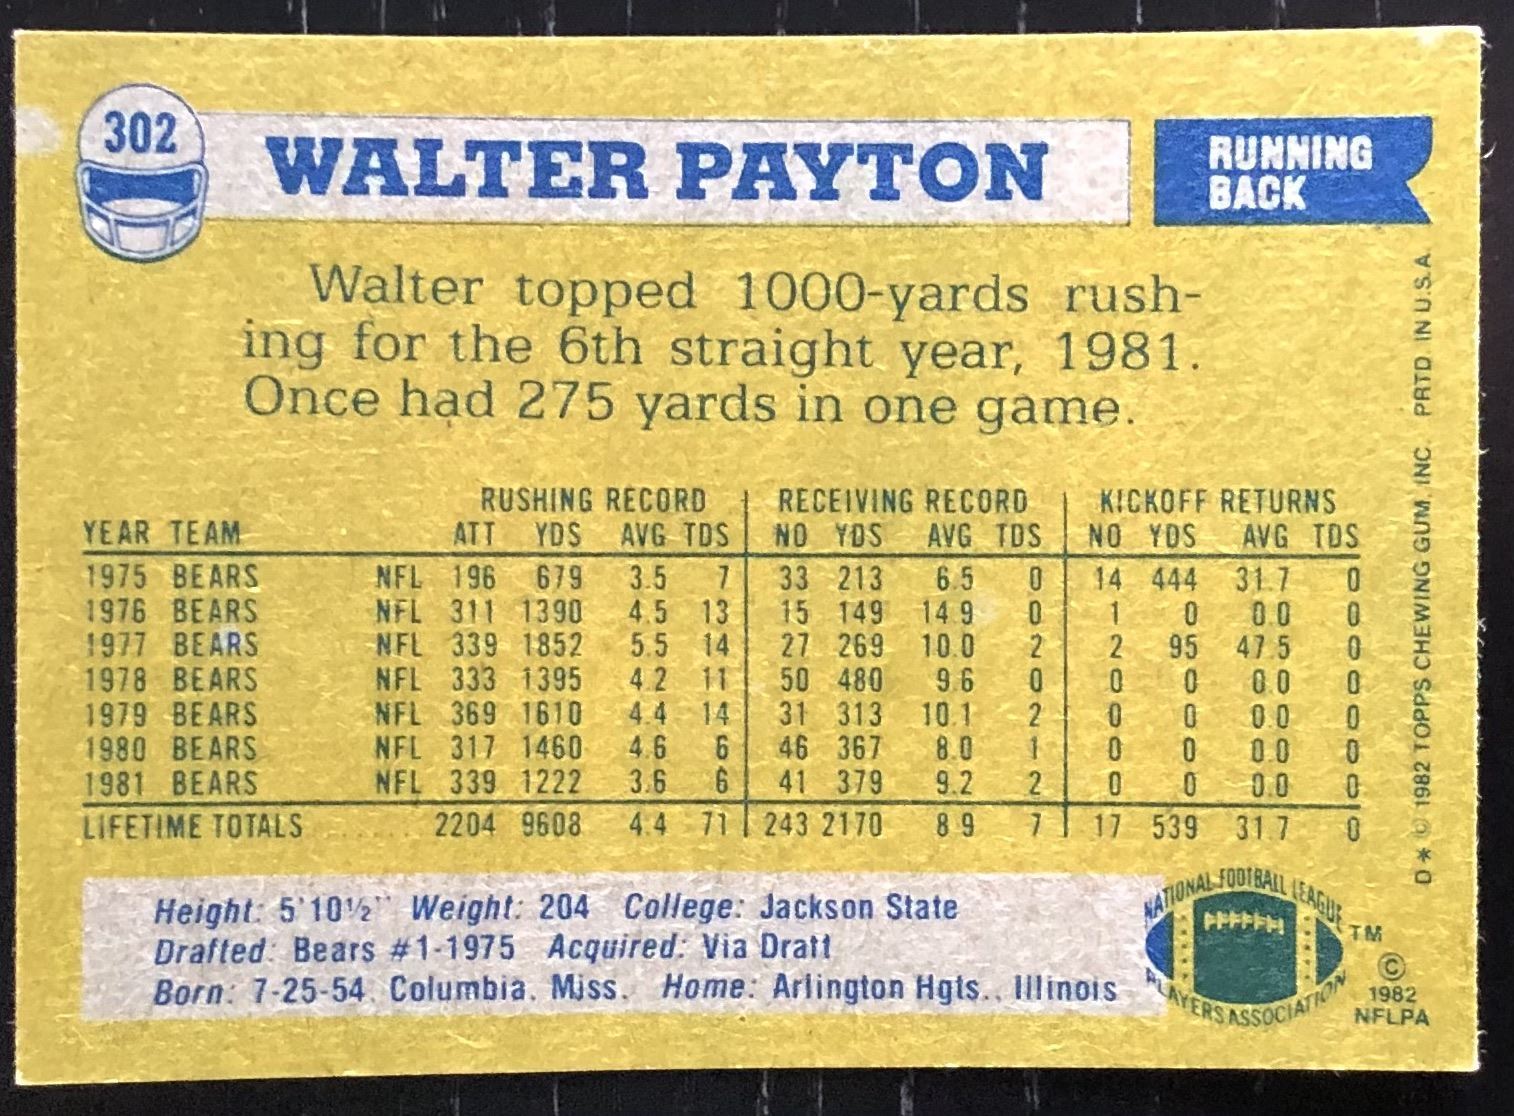 302
WALTER PAYTON
RUNNING
BACK
Walter topped 1000-yards rush-
ing for the 6th straight year, 1981.
Once had 275 yards in one game.
RUSHING RECORD RECEIVING RECORD KICKOFF RETURNS
YEAR TEAM ATT YDS AVG TDS NO YDS AVG TDS NO YDS AVG TDS
1975 BEARS NFL 196 679 3.5 7 33 213 6.5 0 14 444 31.7 0
1976 BEARS NFL 311 1390 4.5 13 15 149 14.9 0 1 0 0.0 0
1977 BEARS NFL 339 1852 5.5 14 27 269 10.0 2 2 95 47.5 0
1978 BEARS NFL 333 1395 4.2 11 50 480 9.6 0 0 0 0.0 0
1979 BEARS NFL 369 1610 4.4 14 31 313 10.1 2 0 0 0.0 0
1980 BEARS NFL 317 1460 4.6 6 46 367 8.0 1 0 0 0.0 0
1981 BEARS NFL 339 1222 3.6 6 41 379 9.2 2 0 0 0.0 0
LIFETIME TOTALS ...... 2204 9608 4.4 71 243 2170 8.9 7 17 539 31.7 0
Height: 5'10½" Weight: 204 College: Jackson State
Drafted: Bears #1-1975 Acquired: Via Draft
Born: 7-25-54, Columbia, Miss. Home: Arlington Hgts., Illinois
NATIONAL FOOTBALL LEAGUE
PLAYERS ASSOCIATION
TM
©
1982
NFLPA
D* © 1982 TOPPS CHEWING GUM, INC. PRTD IN U.S.A.